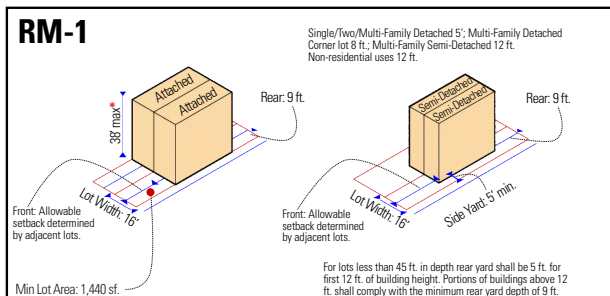 RM-1
Single/Two/Multi-Family Detached 5'; Multi-Family Detached
Corner lot 8 ft.; Multi-Family Semi-Detached 12 ft.
Non-residential uses 12 ft.
Attached
Attached
38' max*
Rear: 9 ft.
Lot Width: 16'
Front: Allowable
setback determined
by adjacent lots.
Min Lot Area: 1,440 sf.
Semi-Detached
Semi-Detached
Rear: 9 ft.
Lot Width: 16'
Side Yard: 5' min.
Front: Allowable
setback determined
by adjacent lots.
For lots less than 45 ft. in depth rear yard shall be 5 ft. for
first 12 ft. of building height. Portions of buildings above 12
ft. shall comply with the minimum rear yard depth of 9 ft.